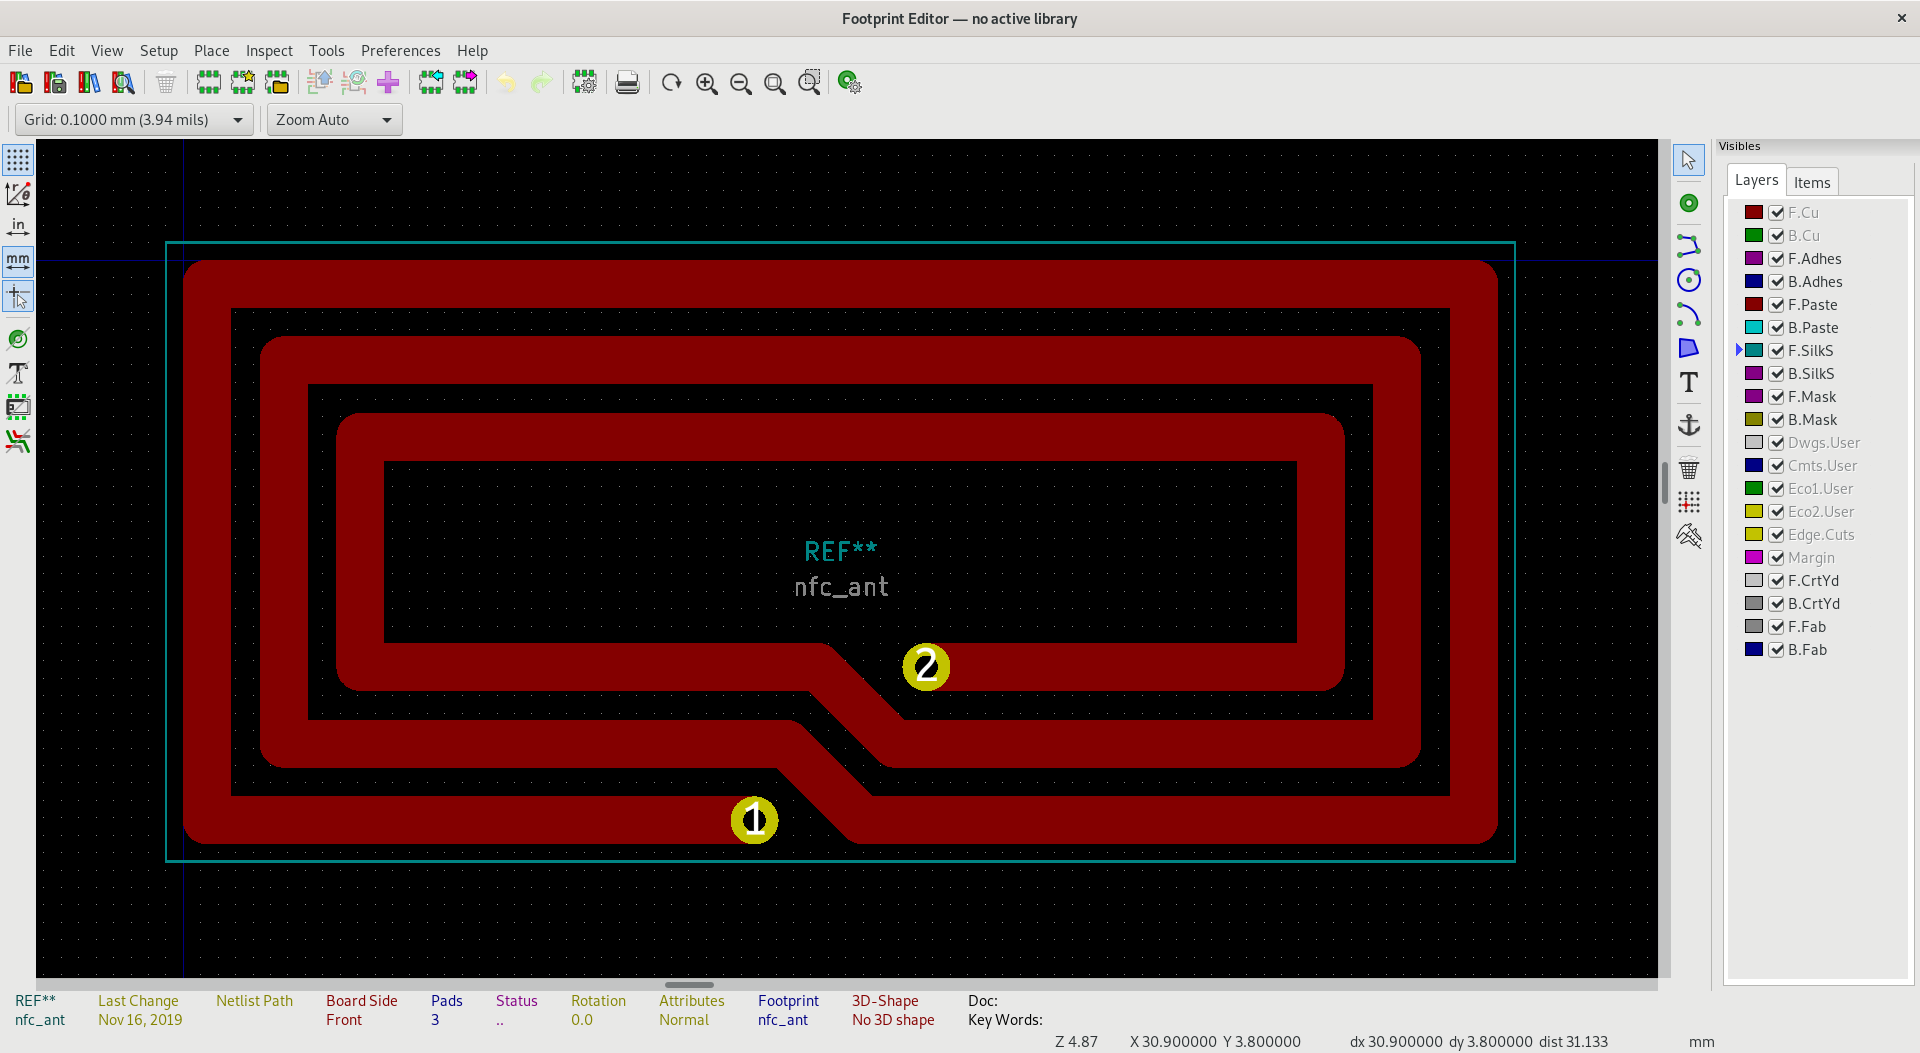 Footprint Editor — no active library
File Edit View Setup Place Inspect Tools Preferences Help
Grid: 0.1000 mm (3.94 mils)
Zoom Auto
in
mm
Visibles
Layers Items
F.Cu
B.Cu
F.Adhes
B.Adhes
F.Paste
B.Paste
F.SilkS
B.SilkS
F.Mask
B.Mask
Dwgs.User
Cmts.User
Eco1.User
Eco2.User
Edge.Cuts
Margin
F.CrtYd
B.CrtYd
F.Fab
B.Fab
REF**
nfc_ant
2
1
REF** Last Change Netlist Path Board Side Pads Status Rotation Attributes Footprint 3D-Shape Doc:
nfc_ant Nov 16, 2019 Front 3 .. 0.0 Normal nfc_ant No 3D shape Key Words:
Z 4.87 X 30.900000 Y 3.800000 dx 30.900000 dy 3.800000 dist 31.133 mm